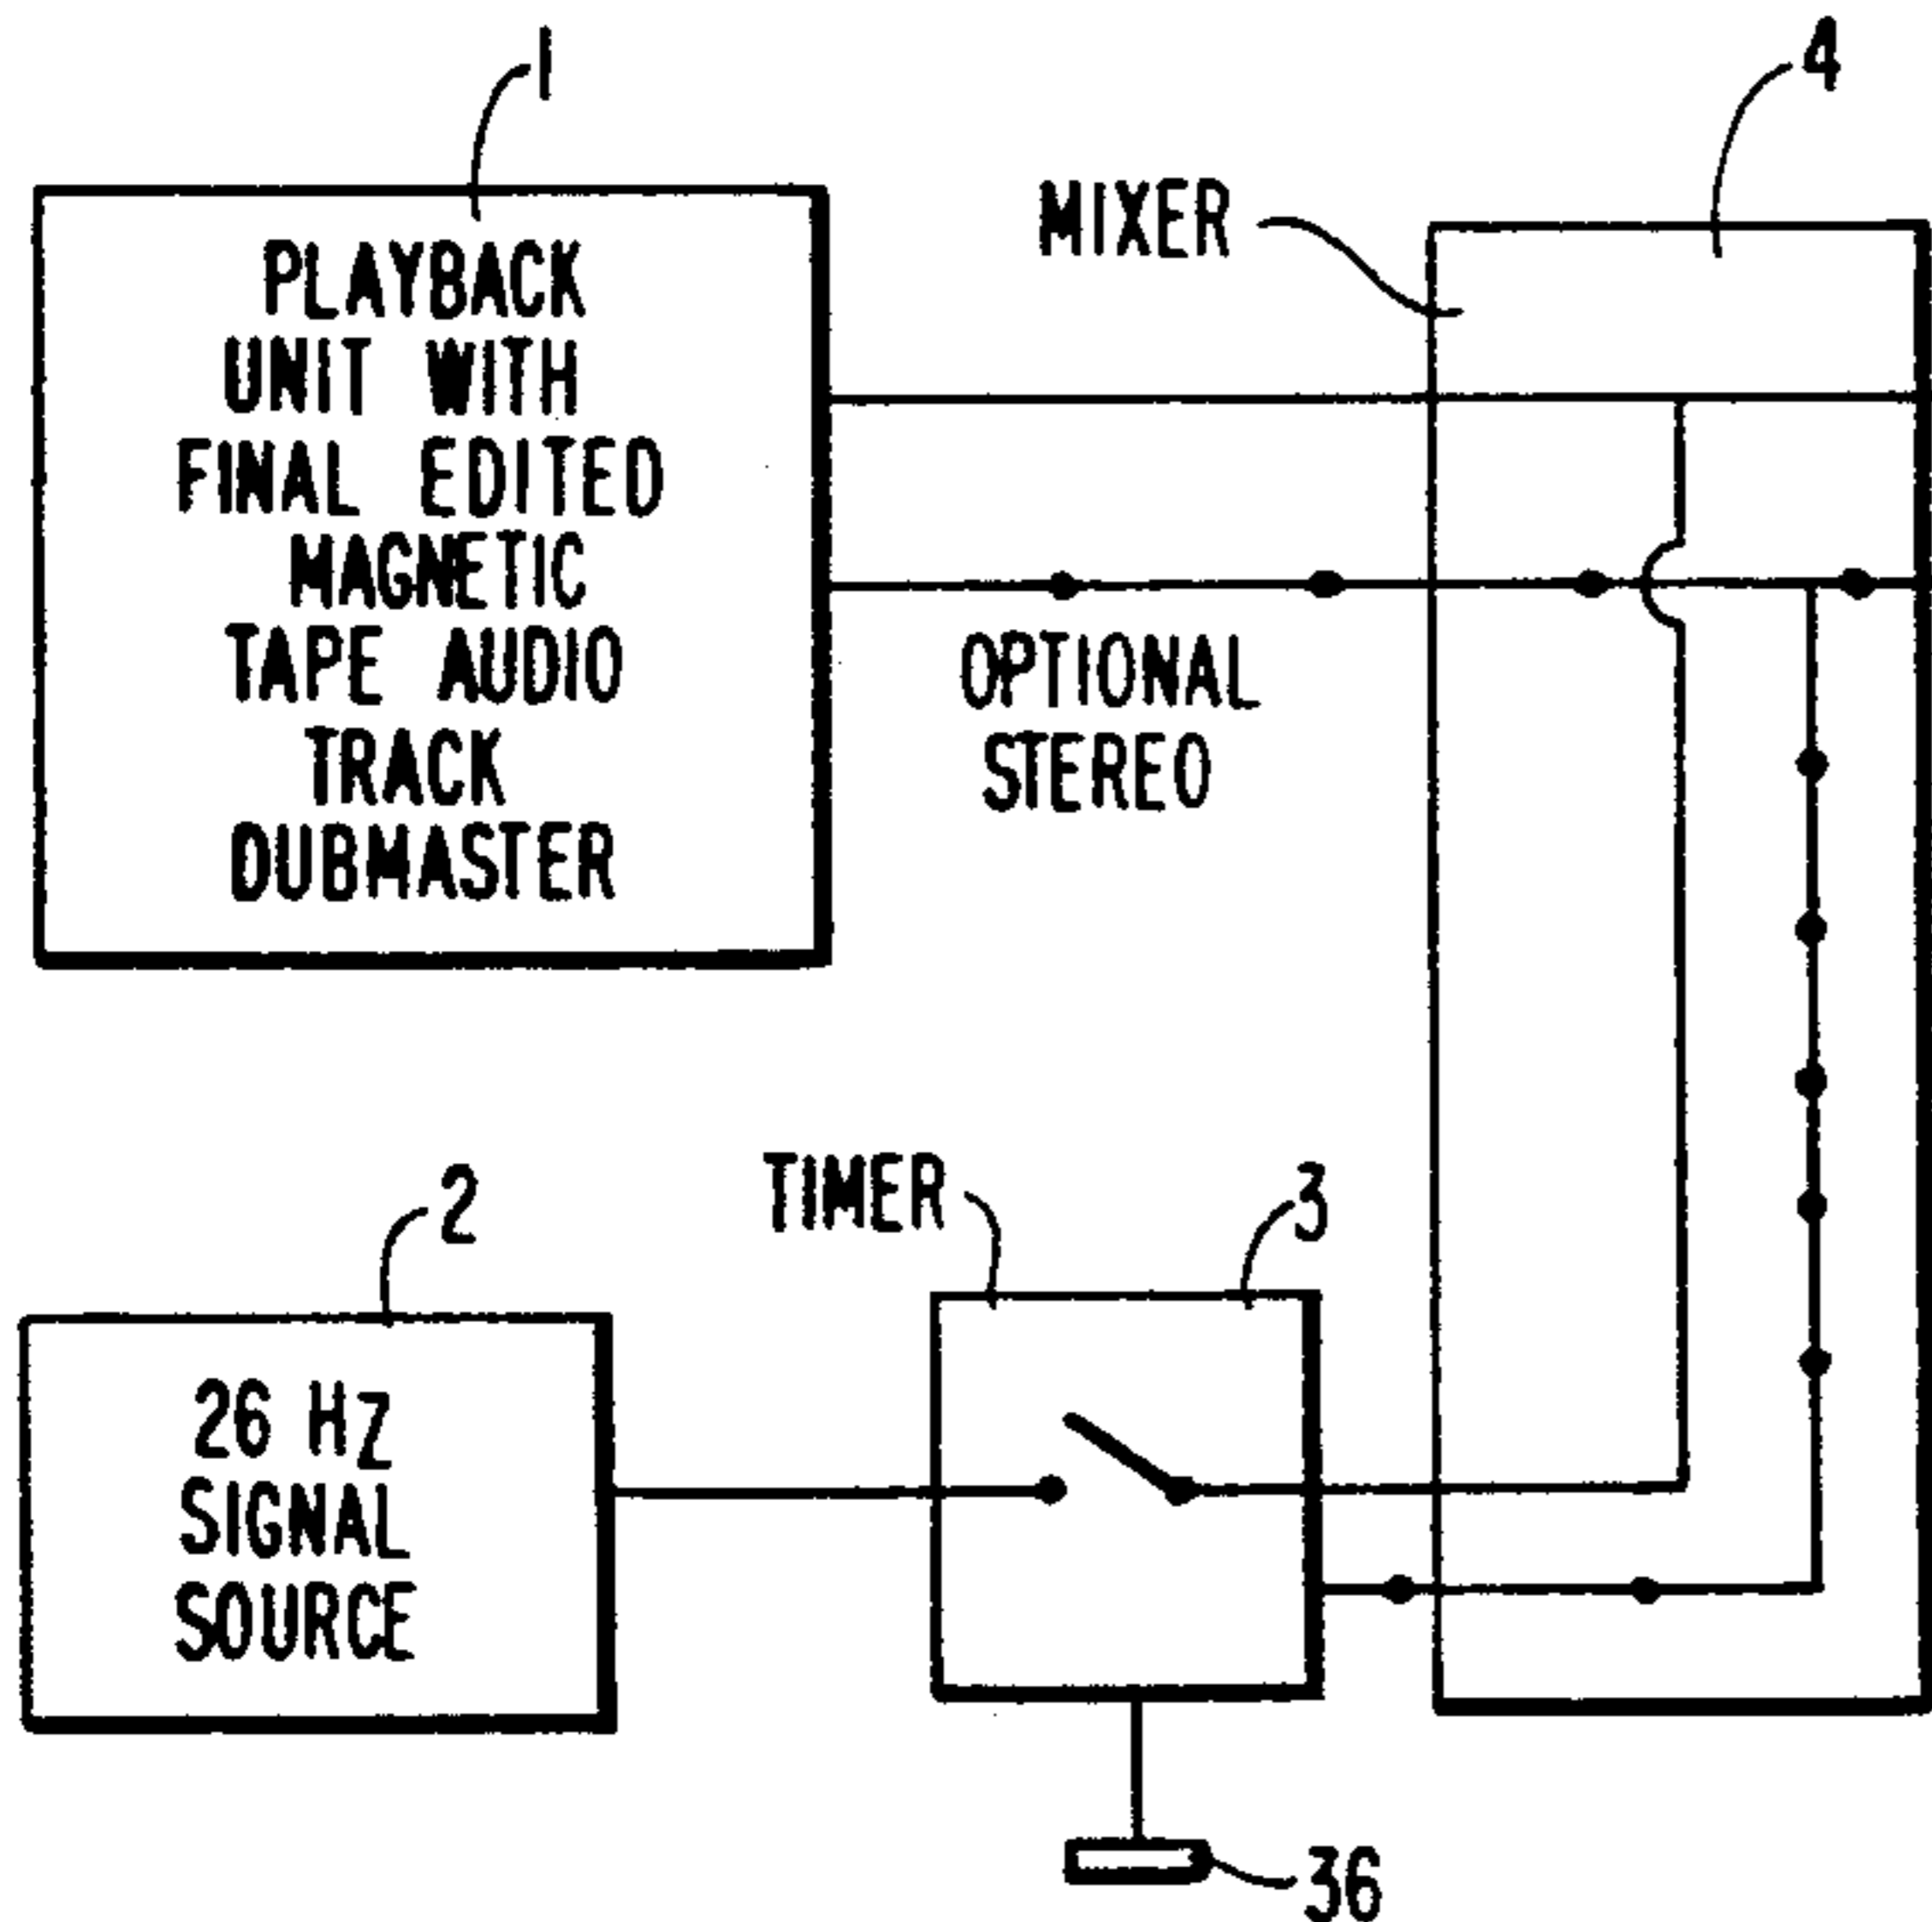 1
PLAYBACK
UNIT WITH
FINAL EDITED
MAGNETIC
TAPE AUDIO
TRACK
DUBMASTER
MIXER
4
OPTIONAL
STEREO
2
26 HZ
SIGNAL
SOURCE
TIMER
3
36